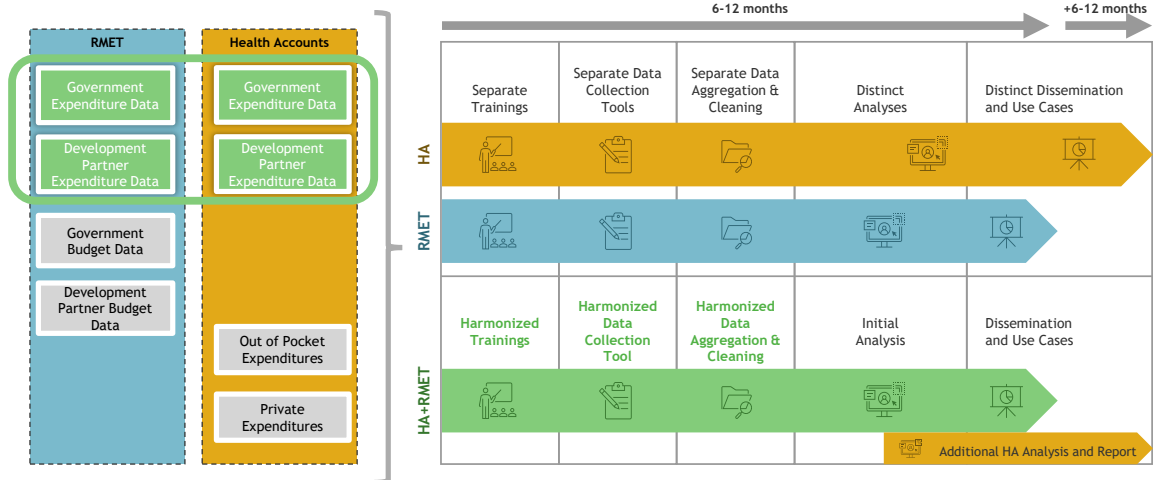 RMET
Government
Expenditure Data
Development
Partner
Expenditure Data
Government
Budget Data
Development
Partner Budget
Data
Health Accounts
Government
Expenditure Data
Development
Partner
Expenditure Data
Out of Pocket
Expenditures
Private
Expenditures
6-12 months
+6-12 months
Separate
Trainings
Separate Data
Collection
Tools
Separate Data
Aggregation &
Cleaning
Distinct
Analyses
Distinct Dissemination
and Use Cases
HA
RMET
Harmonized
Trainings
Harmonized
Data
Collection
Tool
Harmonized
Data
Aggregation &
Cleaning
Initial
Analysis
Dissemination
and Use Cases
HA+RMET
Additional HA Analysis and Report